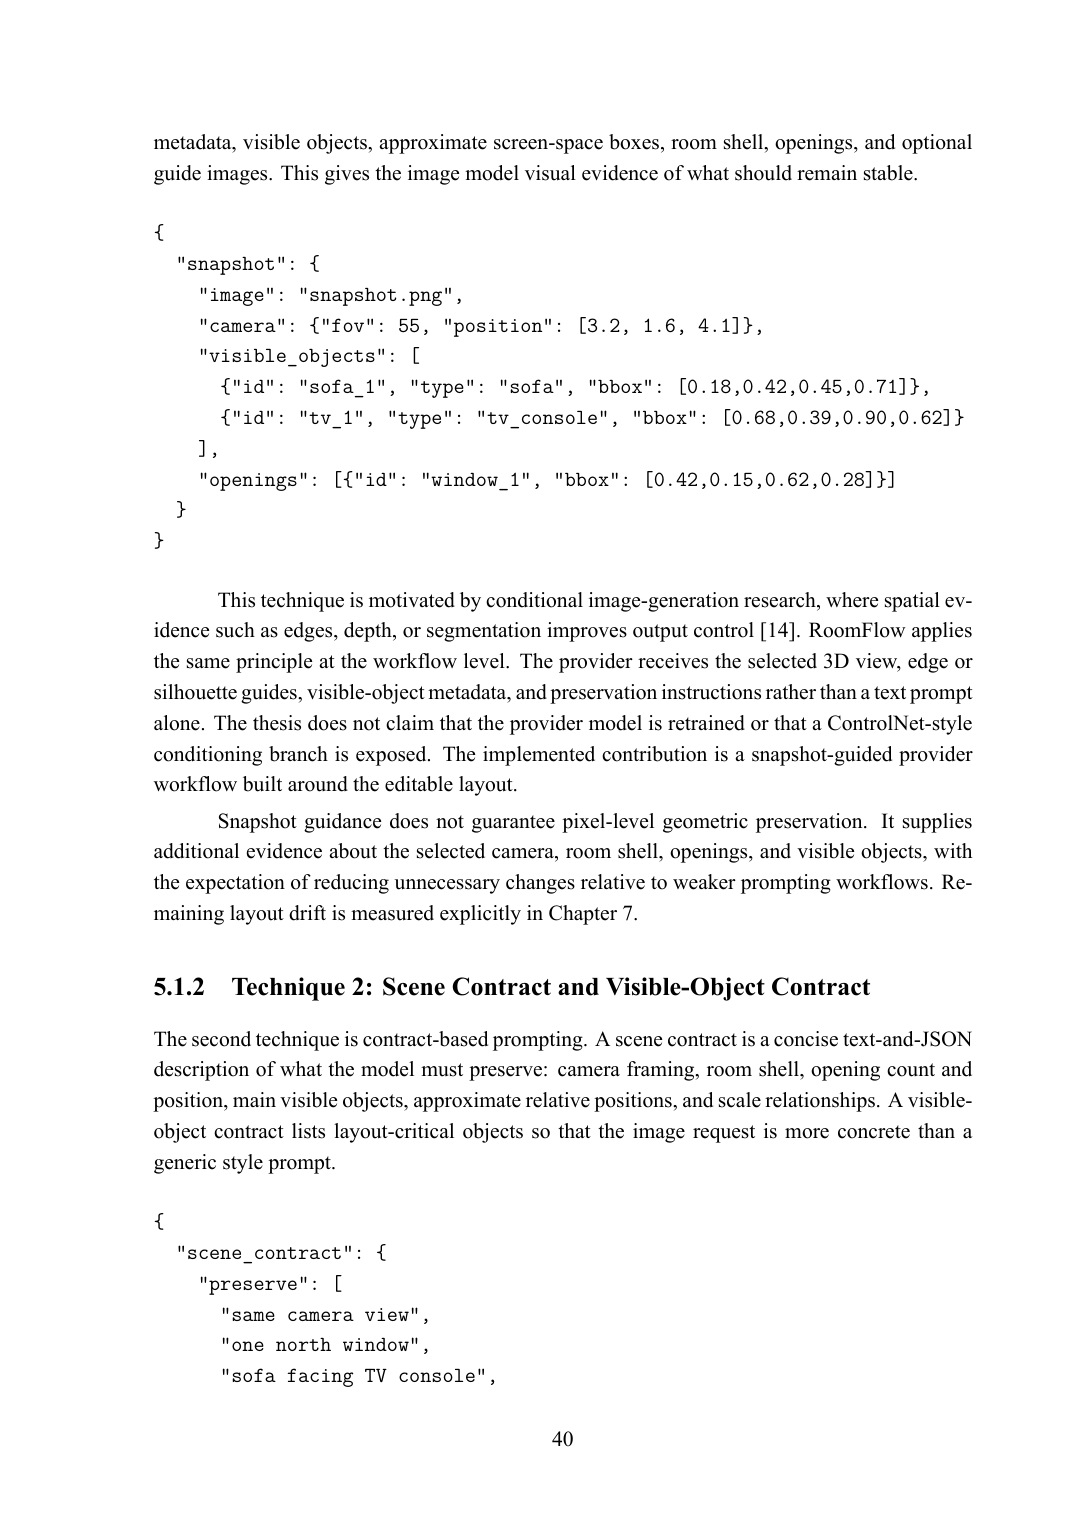 metadata, visible objects, approximate screen-space boxes, room shell, openings, and optional
guide images. This gives the image model visual evidence of what should remain stable.
{
  "snapshot": {
    "image": "snapshot.png",
    "camera": {"fov": 55, "position": [3.2, 1.6, 4.1]},
    "visible_objects": [
      {"id": "sofa_1", "type": "sofa", "bbox": [0.18,0.42,0.45,0.71]},
      {"id": "tv_1", "type": "tv_console", "bbox": [0.68,0.39,0.90,0.62]}
    ],
    "openings": [{"id": "window_1", "bbox": [0.42,0.15,0.62,0.28]}]
  }
}
This technique is motivated by conditional image-generation research, where spatial ev-
idence such as edges, depth, or segmentation improves output control [14]. RoomFlow applies
the same principle at the workflow level. The provider receives the selected 3D view, edge or
silhouette guides, visible-object metadata, and preservation instructions rather than a text prompt
alone. The thesis does not claim that the provider model is retrained or that a ControlNet-style
conditioning branch is exposed. The implemented contribution is a snapshot-guided provider
workflow built around the editable layout.
Snapshot guidance does not guarantee pixel-level geometric preservation. It supplies
additional evidence about the selected camera, room shell, openings, and visible objects, with
the expectation of reducing unnecessary changes relative to weaker prompting workflows. Re-
maining layout drift is measured explicitly in Chapter 7.
5.1.2 Technique 2: Scene Contract and Visible-Object Contract
The second technique is contract-based prompting. A scene contract is a concise text-and-JSON
description of what the model must preserve: camera framing, room shell, opening count and
position, main visible objects, approximate relative positions, and scale relationships. A visible-
object contract lists layout-critical objects so that the image request is more concrete than a
generic style prompt.
{
  "scene_contract": {
    "preserve": [
      "same camera view",
      "one north window",
      "sofa facing TV console",
40